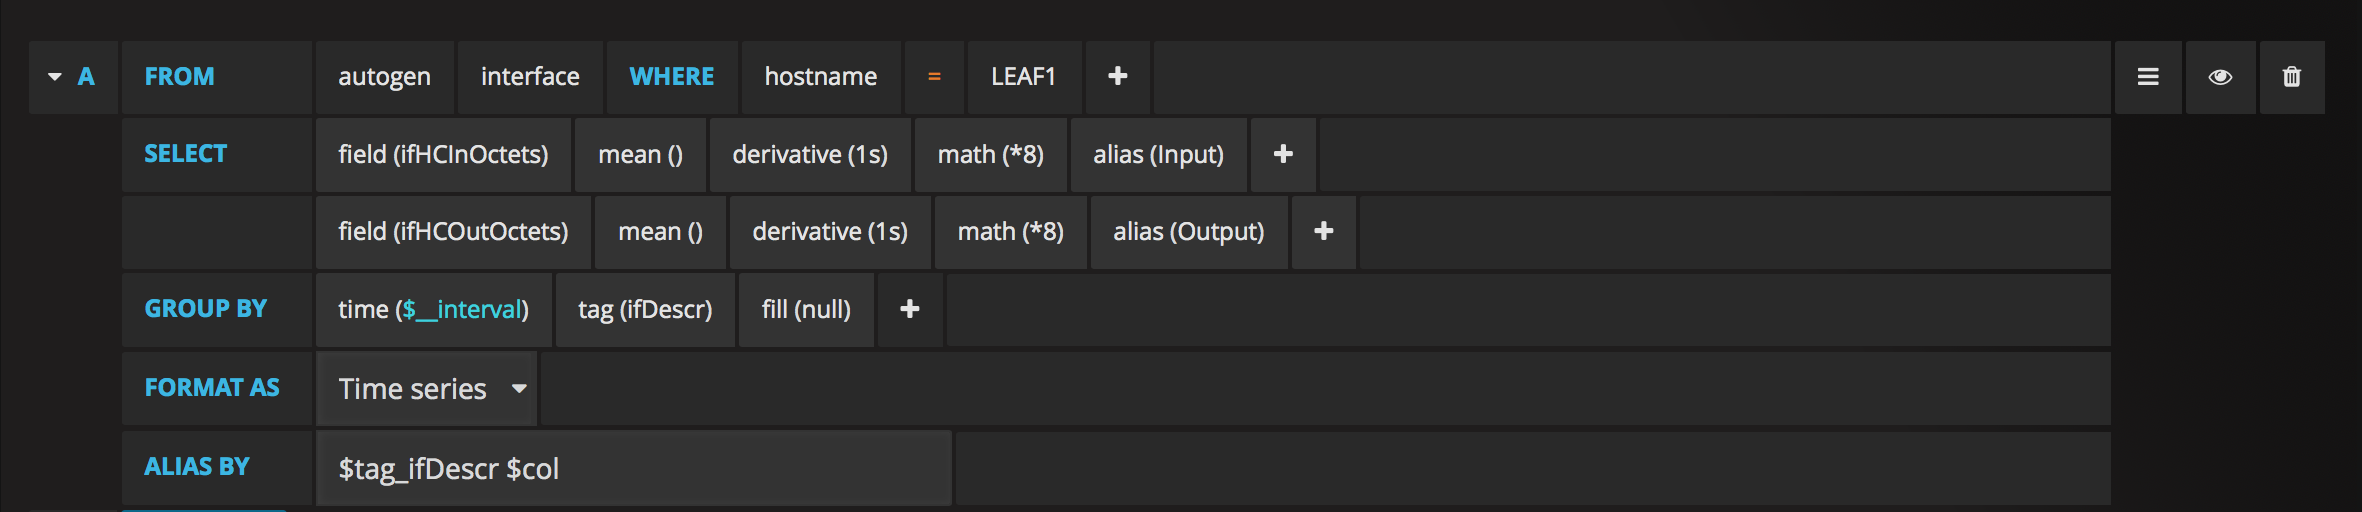 A FROM autogen interface WHERE hostname = LEAF1 +
SELECT field (ifHCInOctets) mean () derivative (1s) math (*8) alias (Input) +
field (ifHCOutOctets) mean () derivative (1s) math (*8) alias (Output) +
GROUP BY time ($__interval) tag (ifDescr) fill (null) +
FORMAT AS Time series
ALIAS BY $tag_ifDescr $col